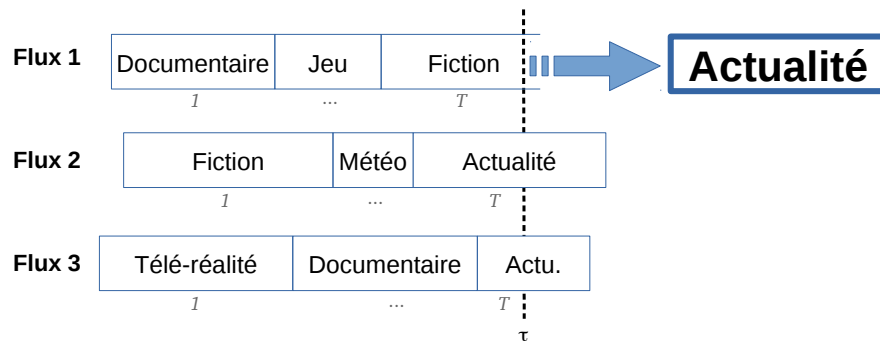 Flux 1 Documentaire Jeu Fiction Actualité
1 ... T
Flux 2 Fiction Météo Actualité
1 ... T
Flux 3 Télé-réalité Documentaire Actu.
1 ... T
τ